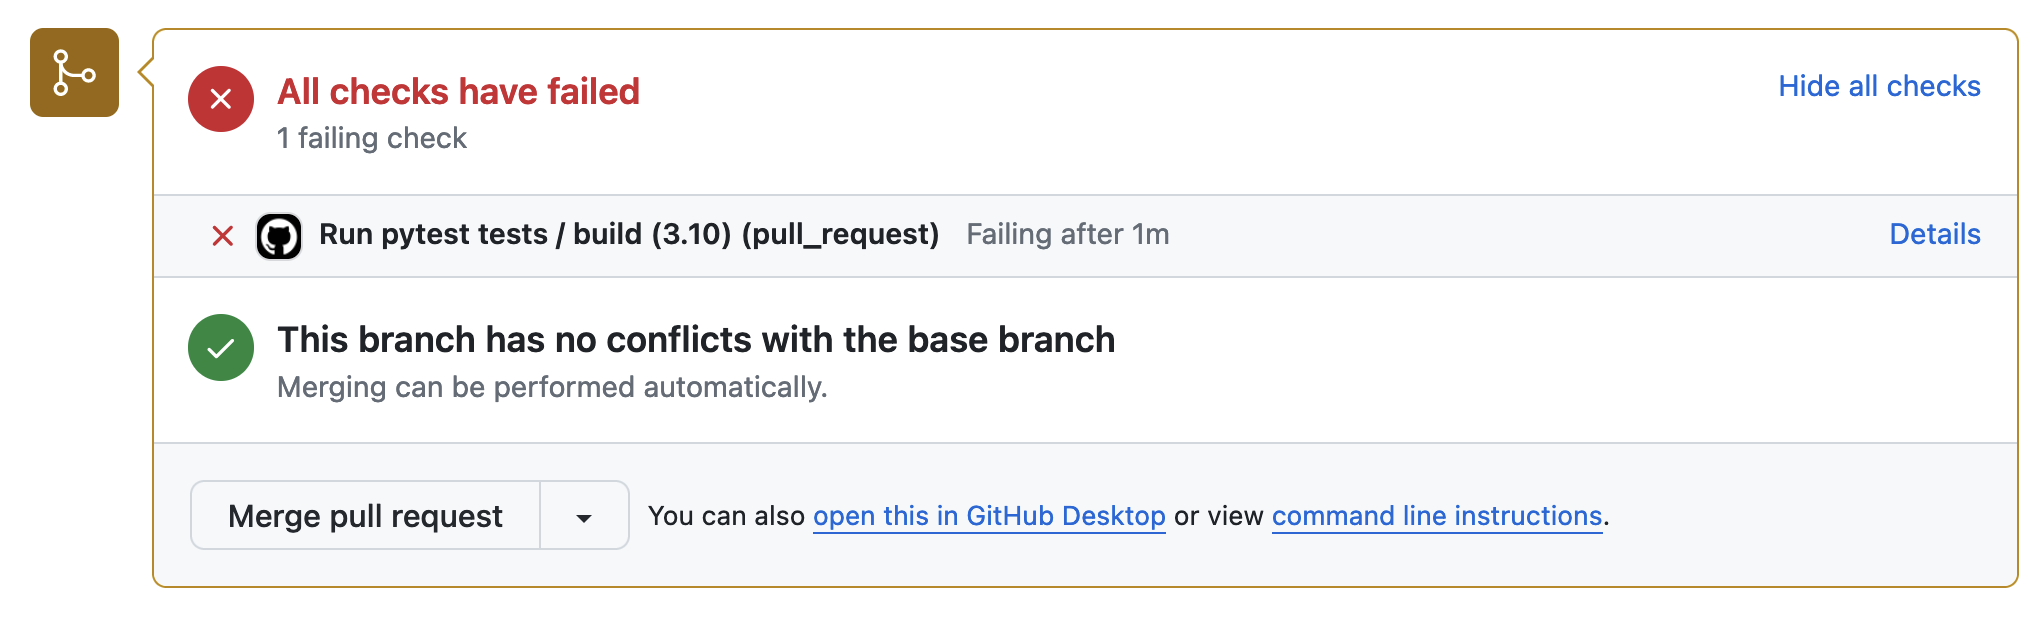 All checks have failed
Hide all checks
1 failing check
Run pytest tests / build (3.10) (pull_request) Failing after 1m
Details
This branch has no conflicts with the base branch
Merging can be performed automatically.
Merge pull request
You can also open this in GitHub Desktop or view command line instructions.